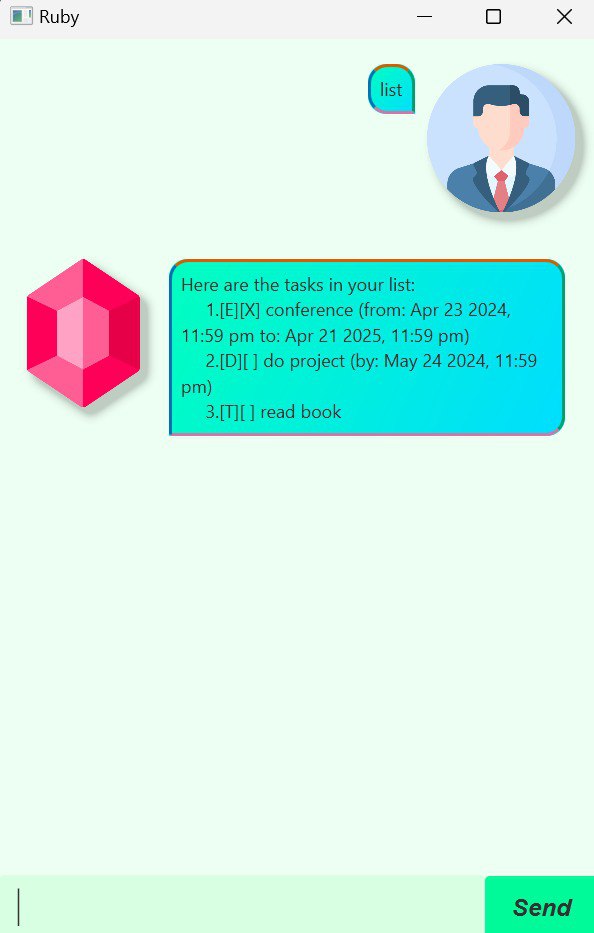 Ruby
list
Here are the tasks in your list:
1.[E][X] conference (from: Apr 23 2024,
11:59 pm to: Apr 21 2025, 11:59 pm)
2.[D][ ] do project (by: May 24 2024, 11:59
pm)
3.[T][ ] read book
Send